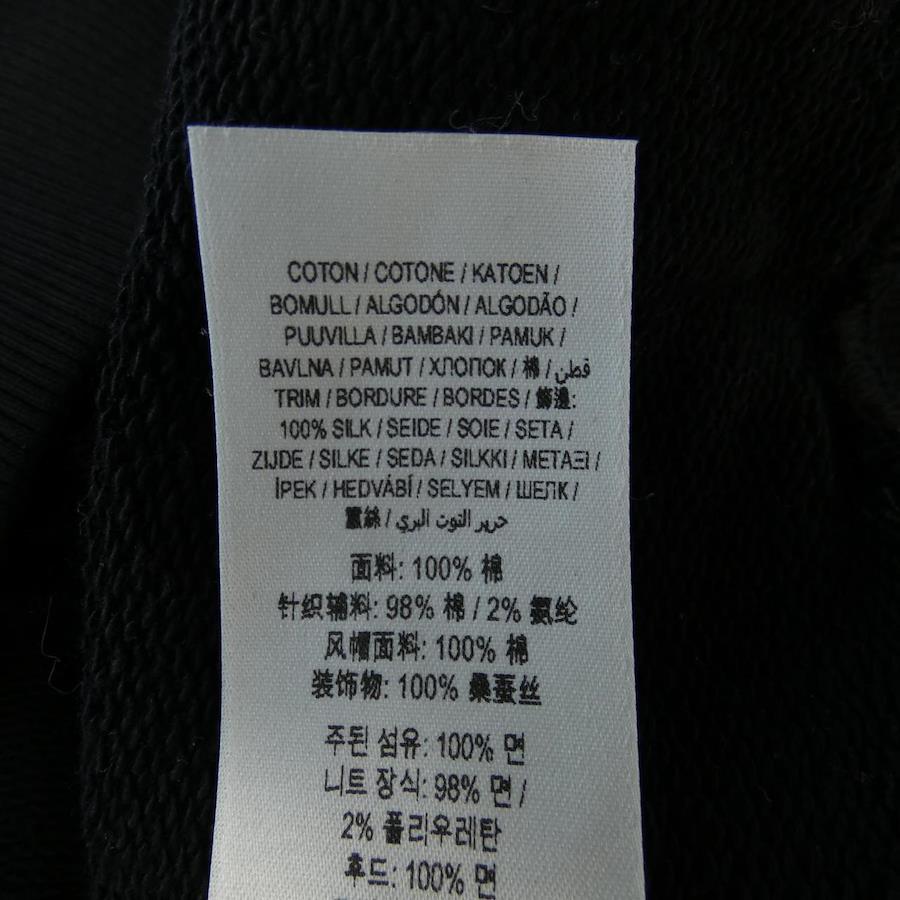 COTON / COTONE / KATOEN /
BOMULL / ALGODÓN / ALGODÃO /
PUUVILLA / BAMBAKI / PAMUK /
BAVLNA / PAMUT / ХЛОПОК / 棉 / قطن
TRIM / BORDURE / BORDES / 飾邊:
100% SILK / SEIDE / SOIE / SETA /
ZIJDE / SILKE / SEDA / SILKKI / ΜΕΤΑΞΙ /
İPEK / HEDVÁBÍ / SELYEM / ШЕЛК /
蠶絲 / حرير التوت البري
面料: 100% 棉
针织辅料: 98% 棉 / 2% 氨纶
风帽面料: 100% 棉
装饰物: 100% 桑蚕丝
주된 섬유: 100% 면
니트 장식: 98% 면 /
2% 폴리우레탄
후드: 100% 면